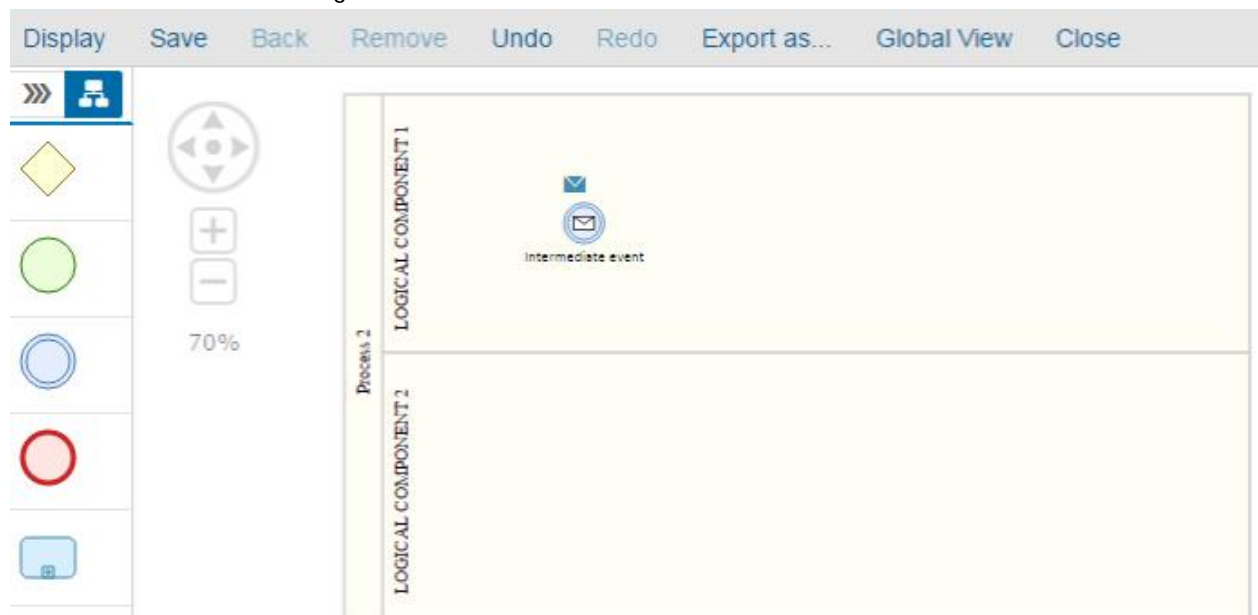 Display Save Back Remove Undo Redo Export as... Global View Close
70%
Process 2
LOGICAL COMPONENT 1
Intermediate event
LOGICAL COMPONENT 2